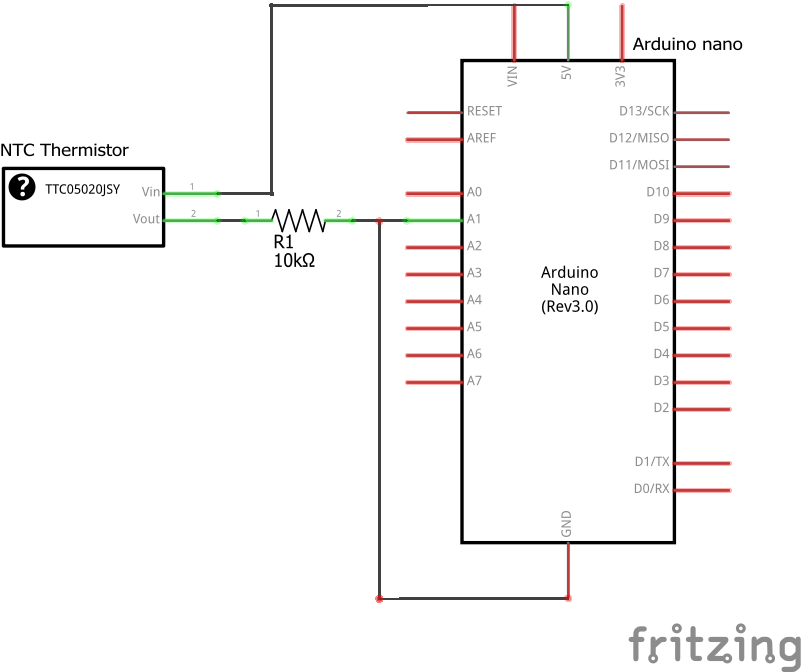 Arduino nano
VIN
5V
3V3
NTC Thermistor
?
TTC05020JSY
Vin
1
Vout
2
1
2
R1
10kΩ
RESET
AREF
A0
A1
A2
A3
A4
A5
A6
A7
Arduino
Nano
(Rev3.0)
D13/SCK
D12/MISO
D11/MOSI
D10
D9
D8
D7
D6
D5
D4
D3
D2
D1/TX
D0/RX
GND
fritzing